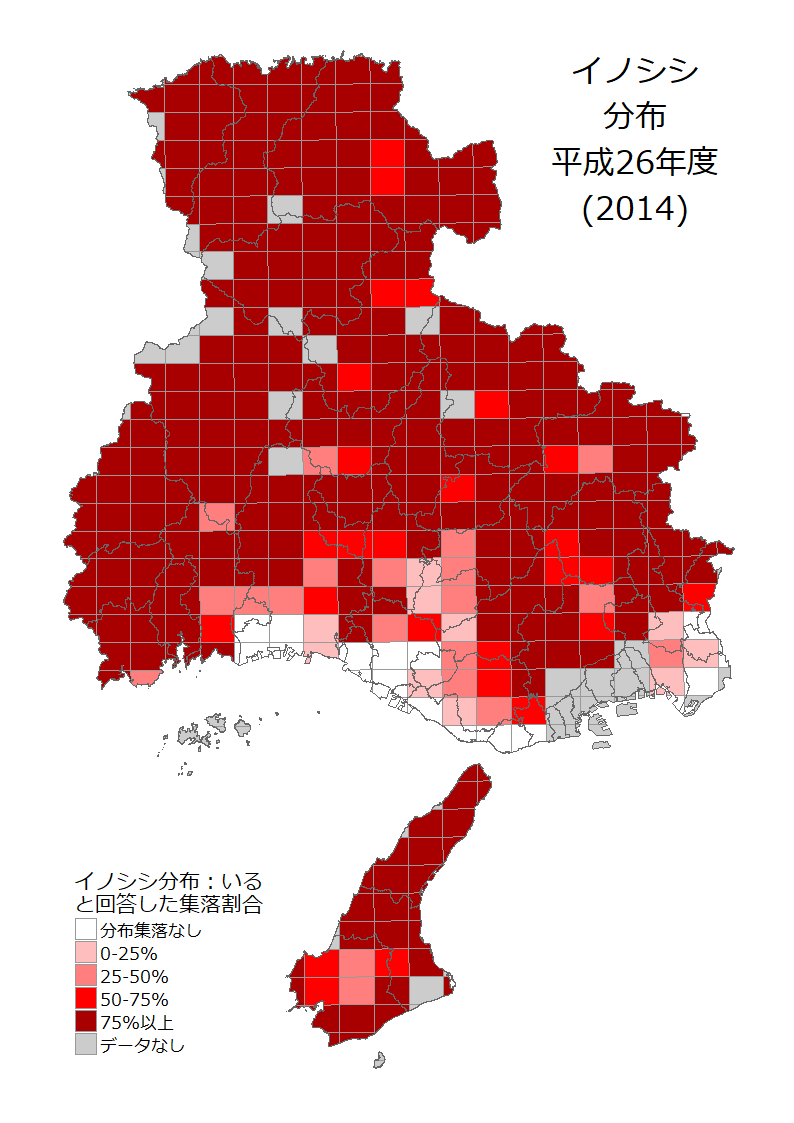 イノシシ
分布
平成26年度
(2014)
イノシシ分布：いる
と回答した集落割合
分布集落なし
0-25%
25-50%
50-75%
75%以上
データなし